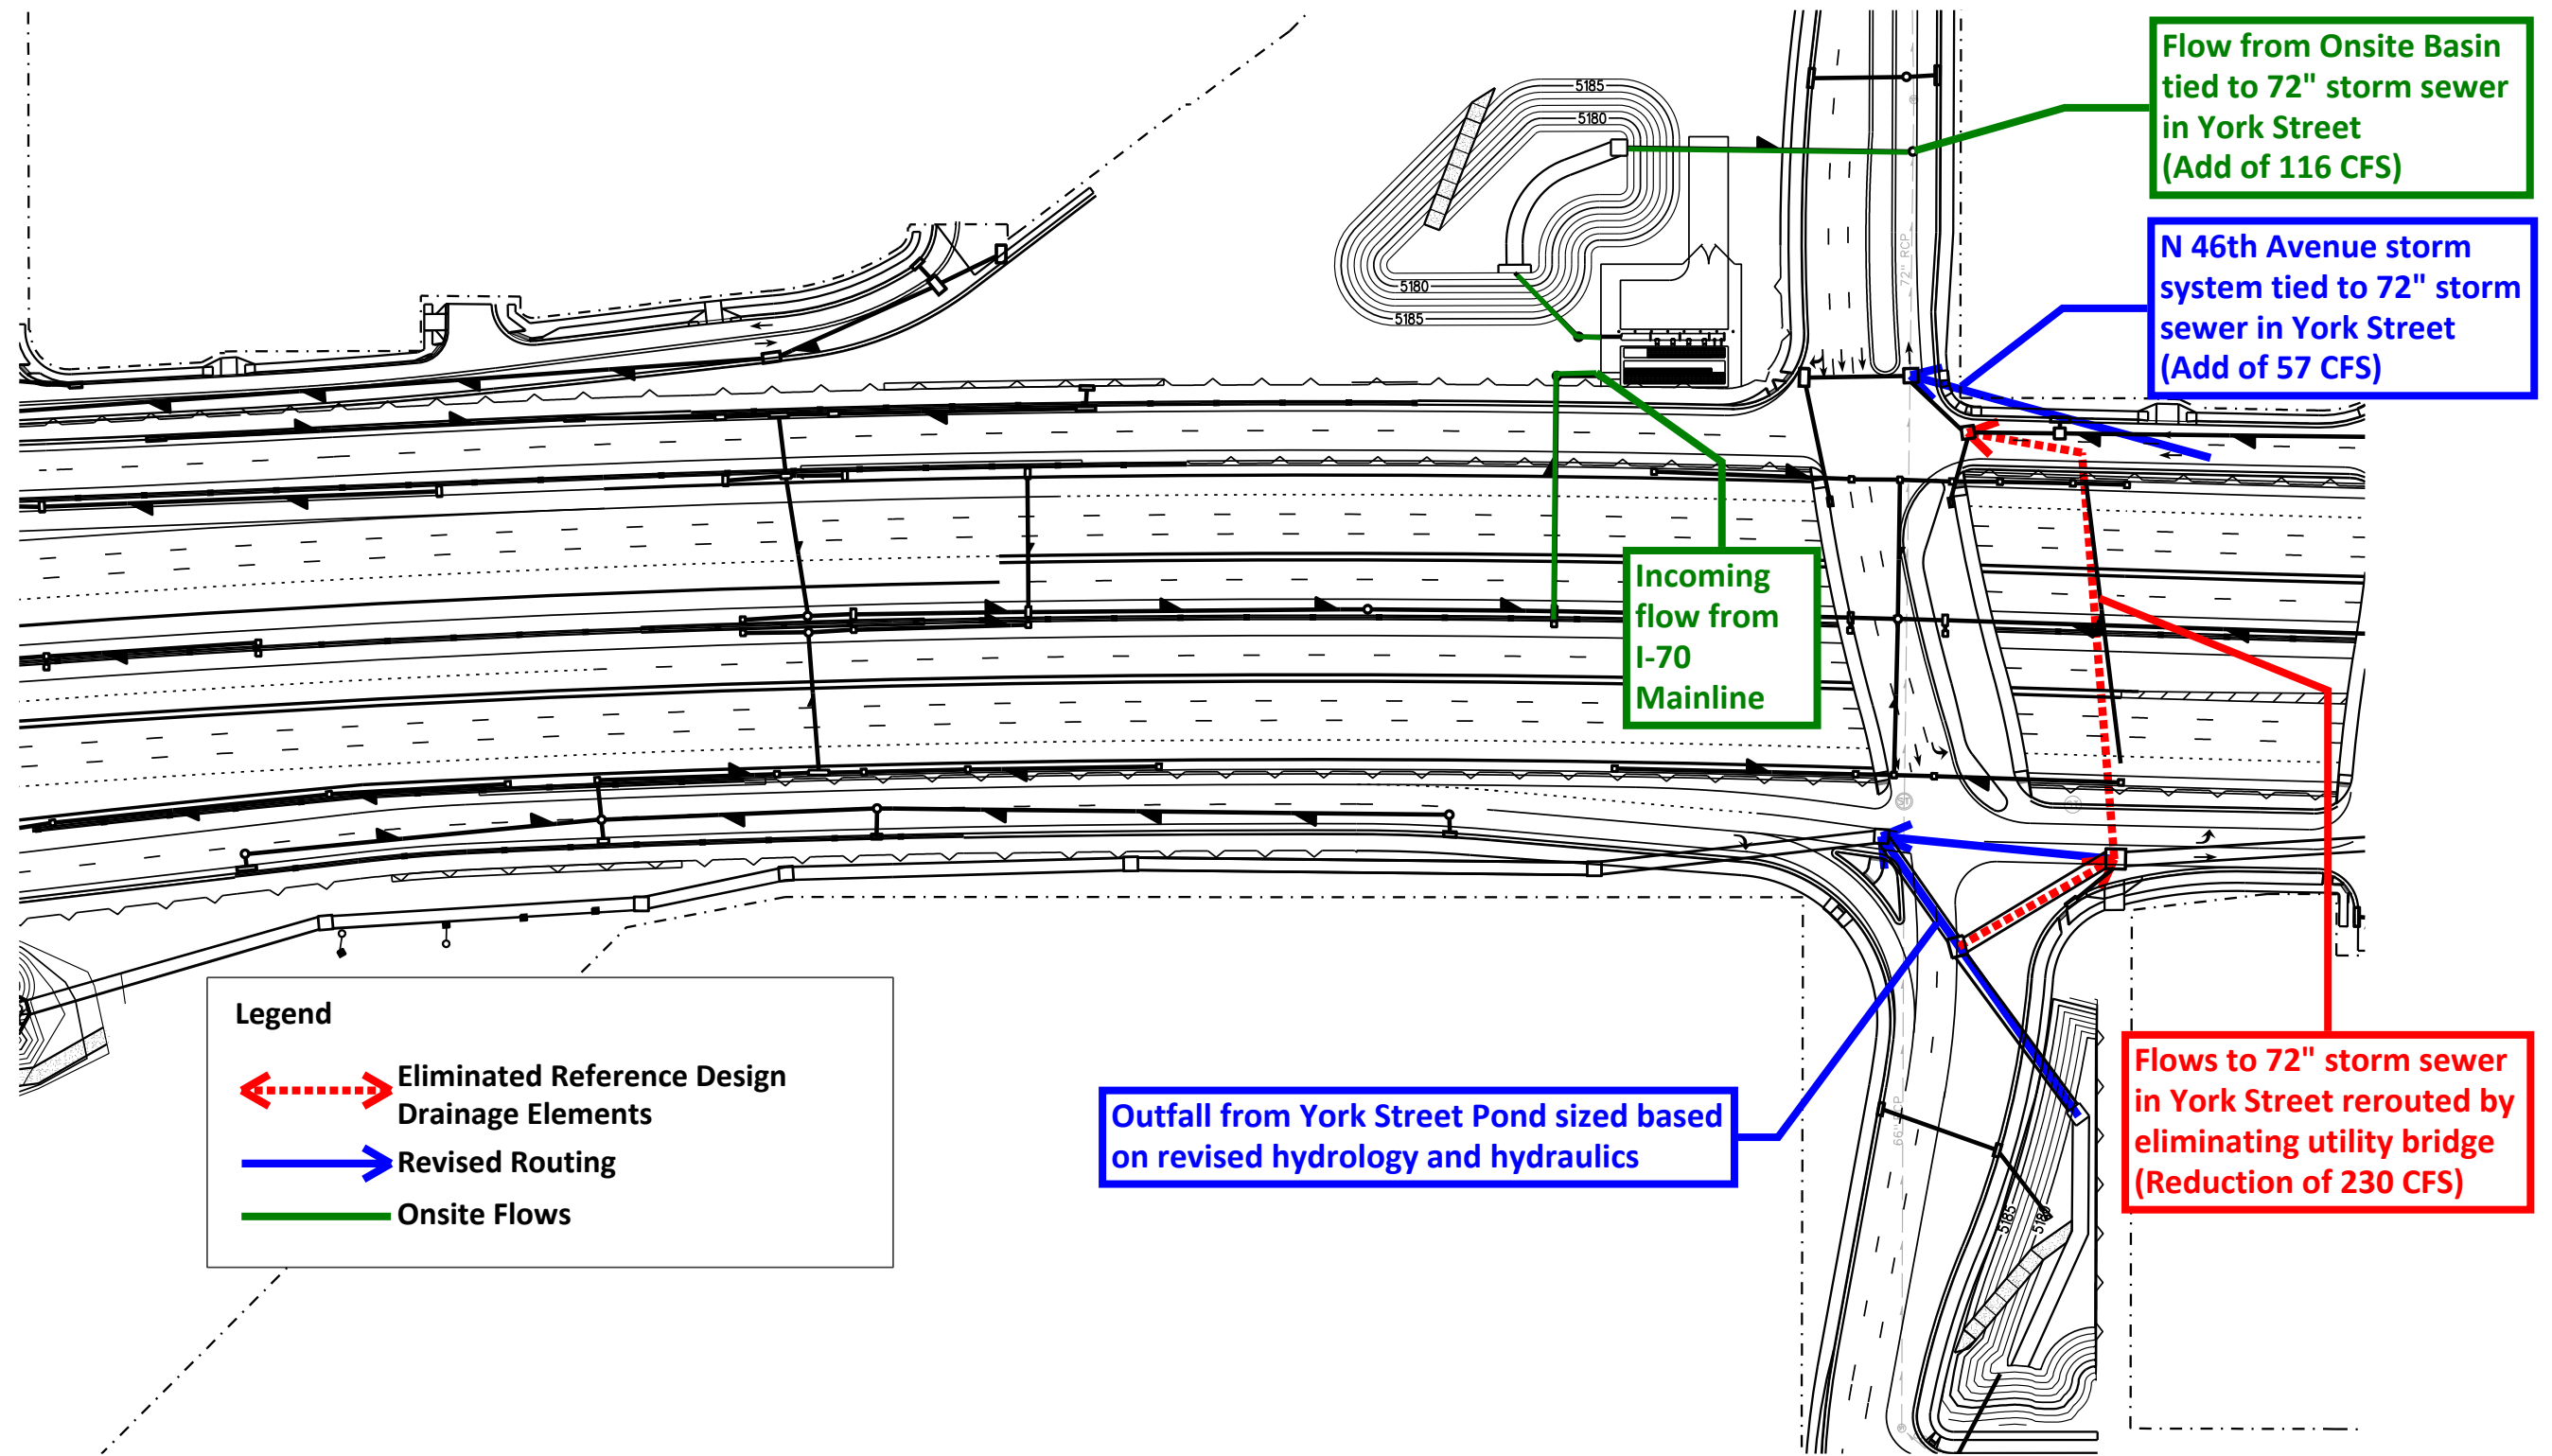 Flow from Onsite Basin
tied to 72" storm sewer
in York Street
(Add of 116 CFS)
N 46th Avenue storm
system tied to 72" storm
sewer in York Street
(Add of 57 CFS)
5185
5180
5180
5185
72" RCP
Incoming
flow from
I-70
Mainline
Legend
Eliminated Reference Design
Drainage Elements
Revised Routing
Onsite Flows
Outfall from York Street Pond sized based
on revised hydrology and hydraulics
Flows to 72" storm sewer
in York Street rerouted by
eliminating utility bridge
(Reduction of 230 CFS)
5185